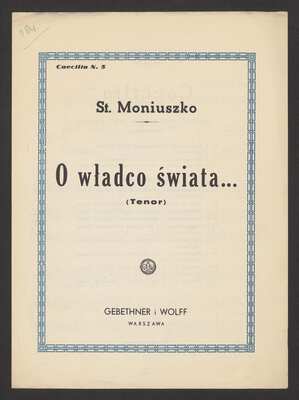 Caecilia N. 5
St. Moniuszko
O władco świata...
(Tenor)
GEBETHNER i WOLFF
WARSZAWA